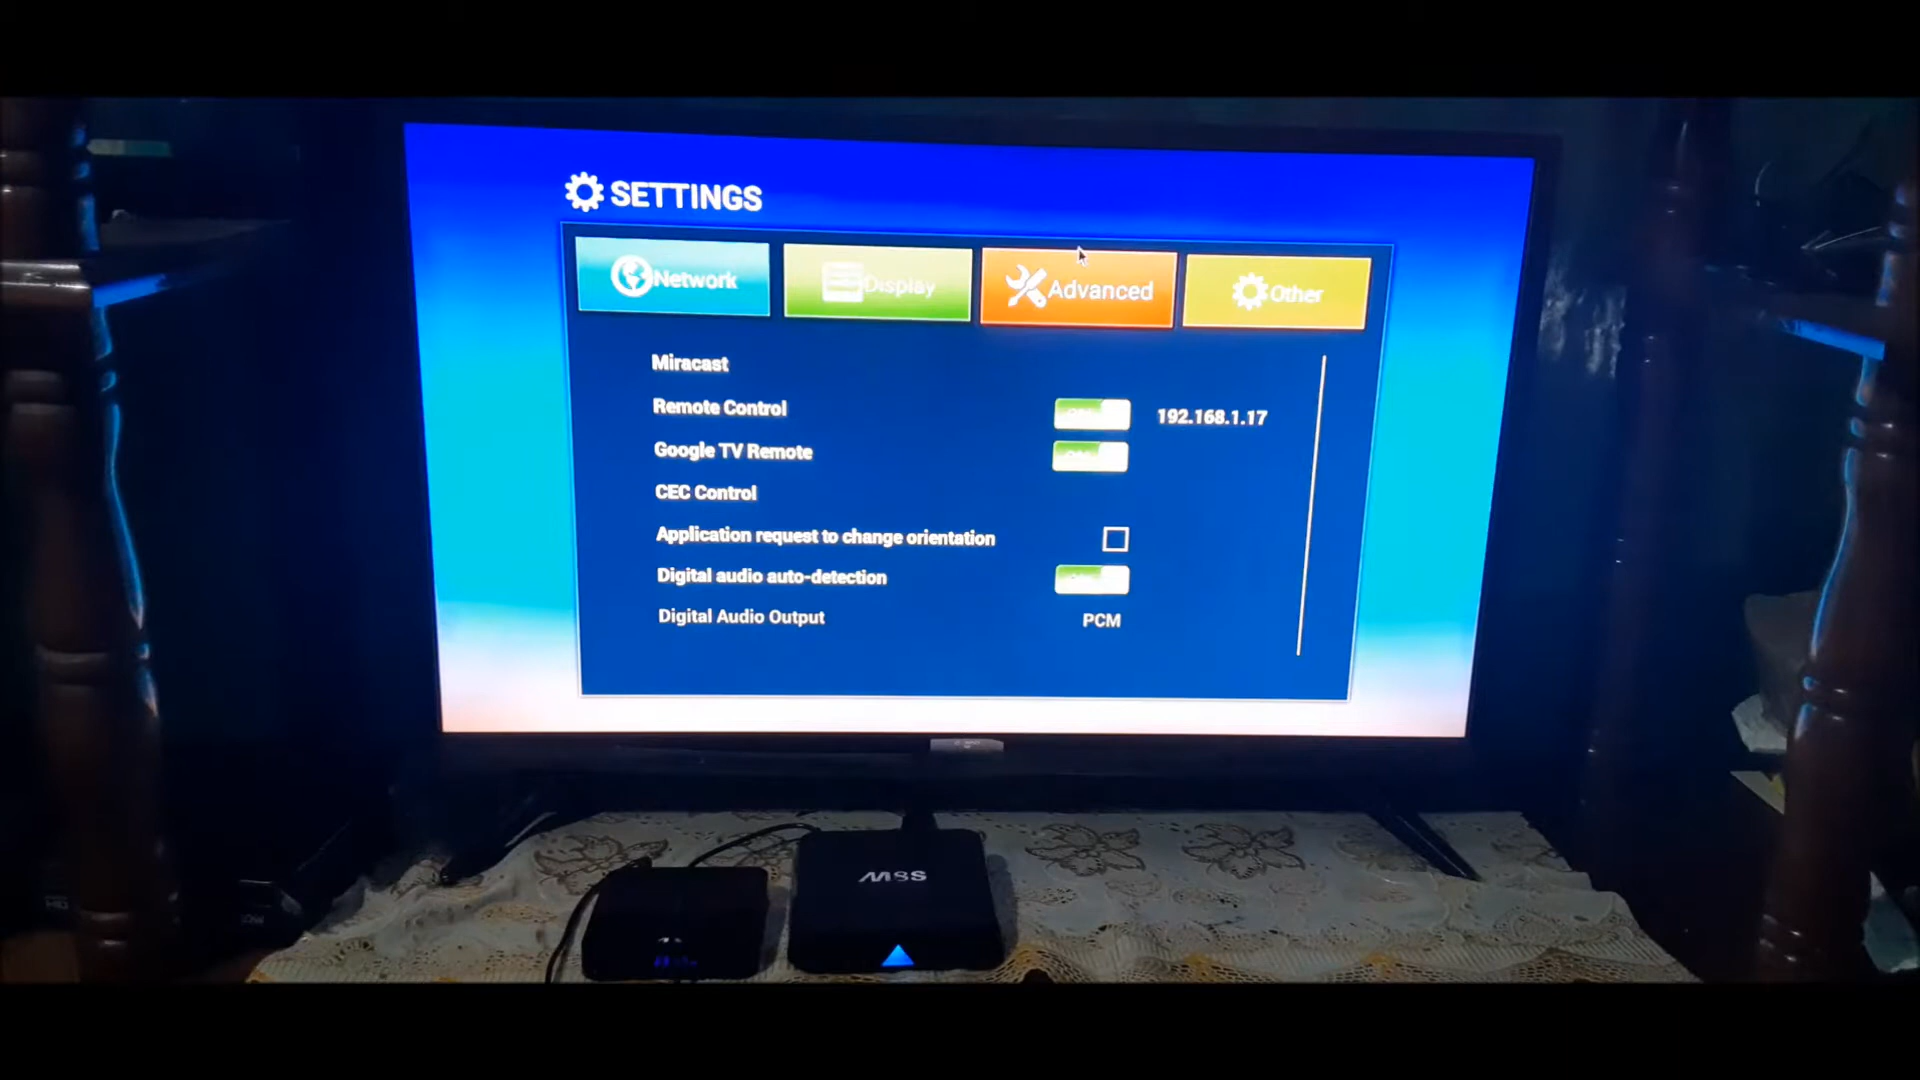 SETTINGS
Network
Display
Advanced
Other
Miracast
Remote Control 192.168.1.17
Google TV Remote
CEC Control
Application request to change orientation
Digital audio auto-detection
Digital Audio Output PCM
M8S